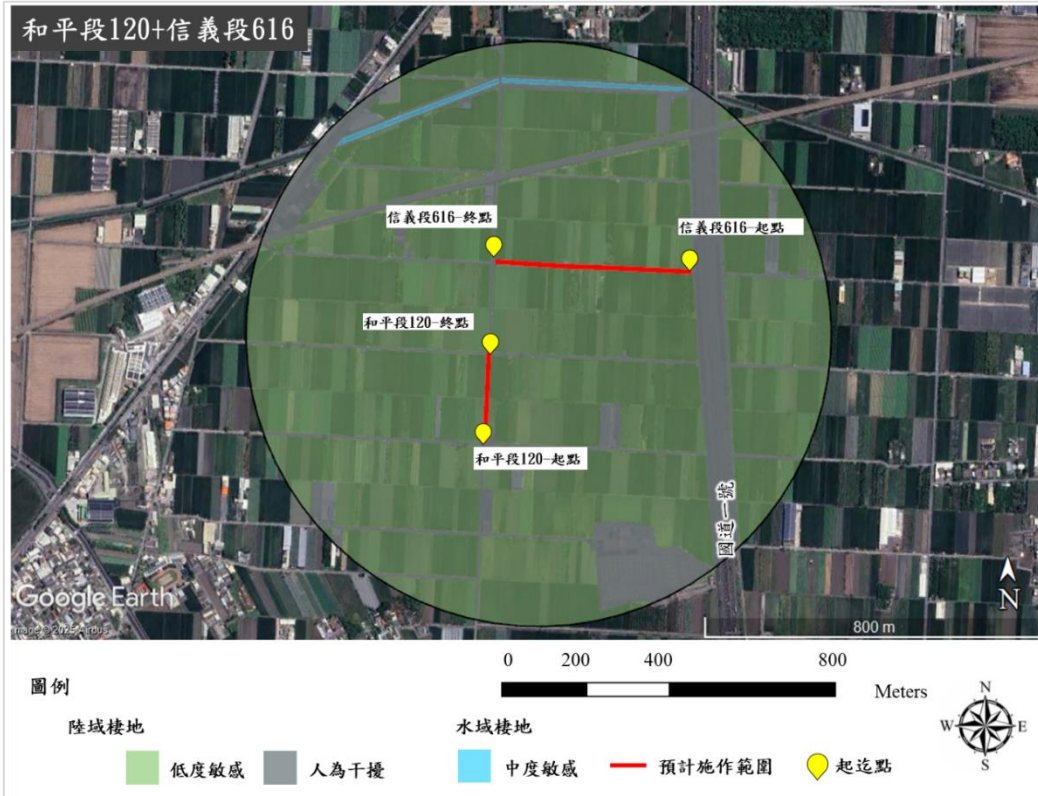 和平段120+信義段616
信義段616-終點
信義段616-起點
和平段120-終點
和平段120-起點
國道一號
Google Earth
Image © 2025 Airbus
N
800 m
0 200 400 800
Meters
圖例
陸域棲地
水域棲地
低度敏感
人為干擾
中度敏感
預計施作範圍
起迄點
N
W E
S